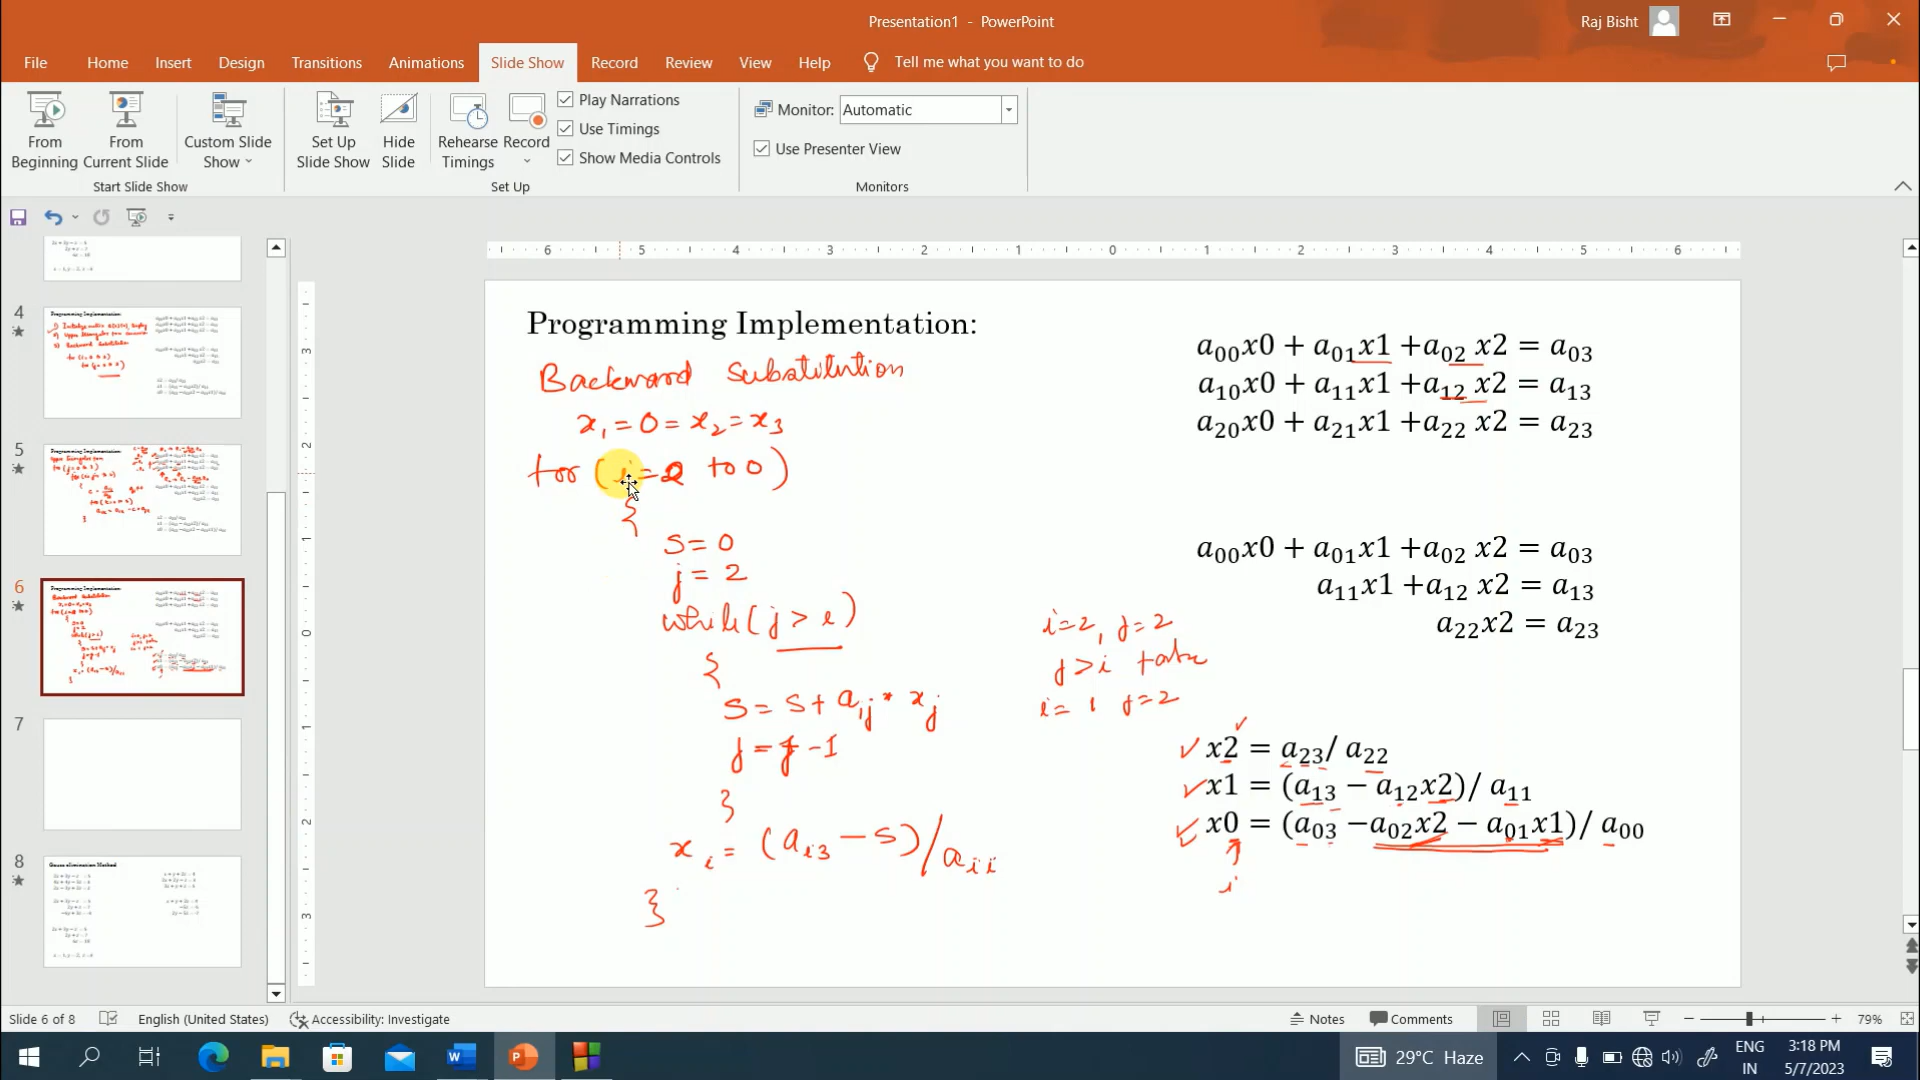 Presentation1 - PowerPoint
Raj Bisht
File Home Insert Design Transitions Animations Slide Show Record Review View Help Tell me what you want to do
From Beginning
From Current Slide
Custom Slide Show
Set Up Slide Show
Hide Slide
Rehearse Timings
Record
Play Narrations
Use Timings
Show Media Controls
Monitor: Automatic
Use Presenter View
Start Slide Show
Set Up
Monitors
4
5
6
7
8
Programming Implementation:
Backward substitution
x₁ = 0 = x₂ = x₃
for (i=2 to 0)
{
s = 0
j = 2
while (j > i)
{
s = s + aᵢⱼ * xⱼ
j = j - 1
}
xᵢ = (aᵢ₃ - s) / aᵢᵢ
}
a₀₀x0 + a₀₁x1 +a₀₂ x2 = a₀₃
a₁₀x0 + a₁₁x1 +a₁₂ x2 = a₁₃
a₂₀x0 + a₂₁x1 +a₂₂ x2 = a₂₃
a₀₀x0 + a₀₁x1 +a₀₂ x2 = a₀₃
a₁₁x1 +a₁₂ x2 = a₁₃
a₂₂x2 = a₂₃
i=2, j=2
j>i
i= 1 j=2
x2 = a₂₃/ a₂₂
x1 = (a₁₃ − a₁₂x2)/ a₁₁
x0 = (a₀₃ −a₀₂x2 − a₀₁x1)/ a₀₀
i
Slide 6 of 8
English (United States)
Accessibility: Investigate
Notes
Comments
79%
29°C Haze
ENG
IN
3:18 PM
5/7/2023